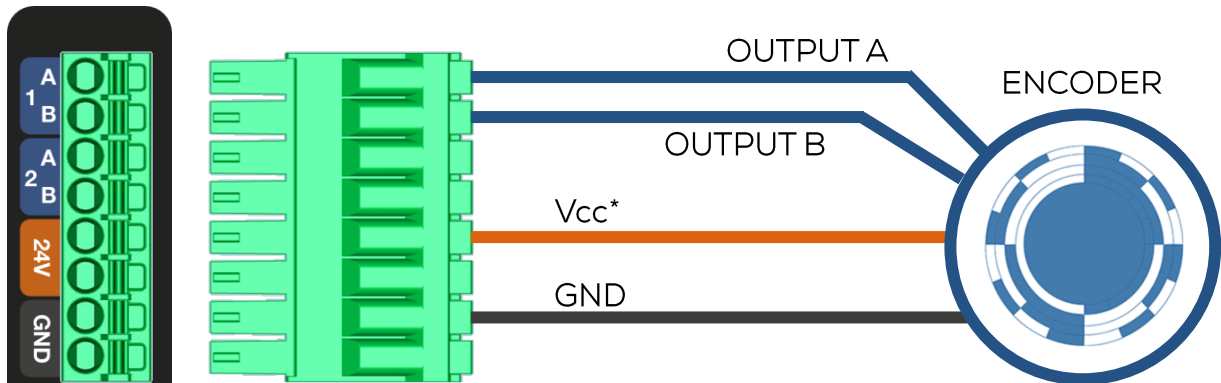 A
1
B
A
2
B
24V
GND
OUTPUT A
OUTPUT B
Vcc*
GND
ENCODER